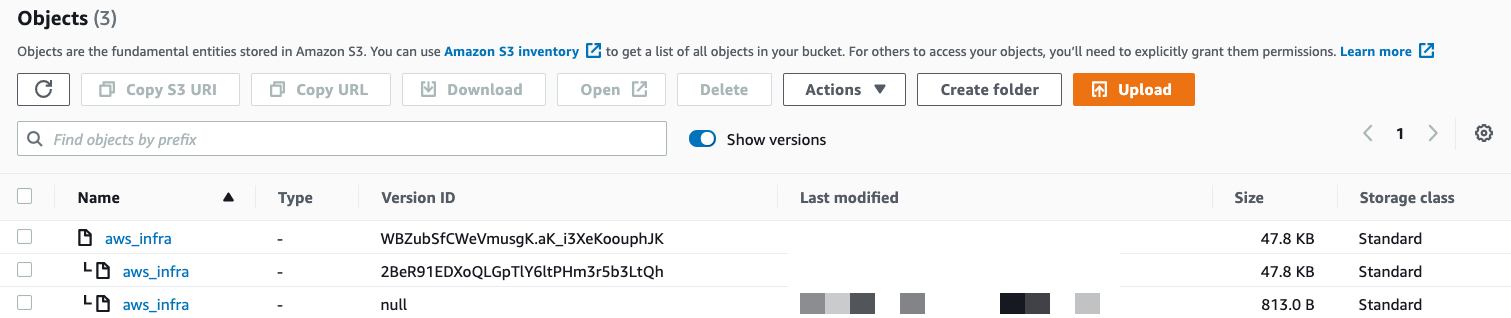 Objects (3)
Objects are the fundamental entities stored in Amazon S3. You can use Amazon S3 inventory to get a list of all objects in your bucket. For others to access your objects, you'll need to explicitly grant them permissions. Learn more
Copy S3 URI Copy URL Download Open Delete Actions Create folder Upload
Find objects by prefix Show versions 1
Name Type Version ID Last modified Size Storage class
aws_infra - WBZubSfCWeVmusgK.aK_i3XeKoouphJK 47.8 KB Standard
aws_infra - 2BeR91EDXoQLGpTlY6ltPHm3r5b3LtQh 47.8 KB Standard
aws_infra - null 813.0 B Standard